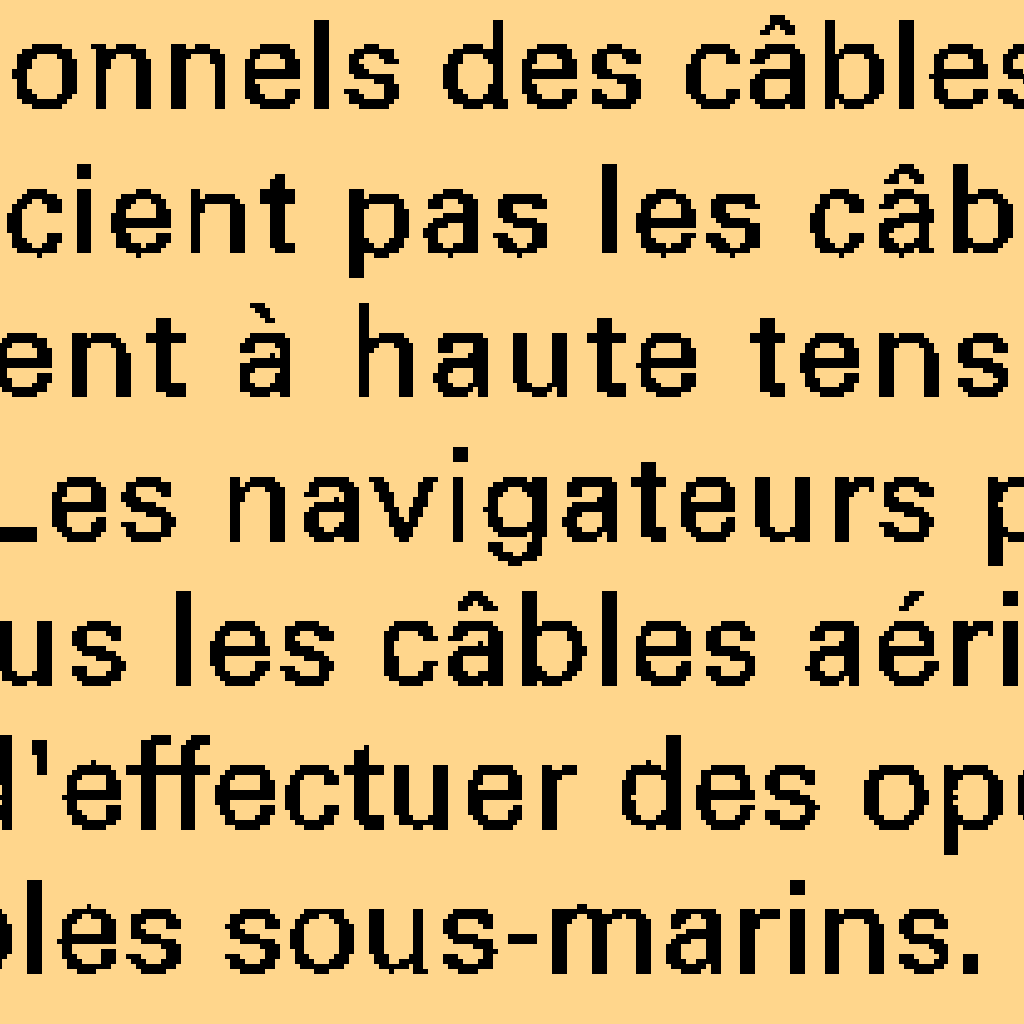 onnels des câbles
cient pas les câb
ent à haute tens
Les navigateurs p
us les câbles aéri
d'effectuer des opé
bles sous-marins.